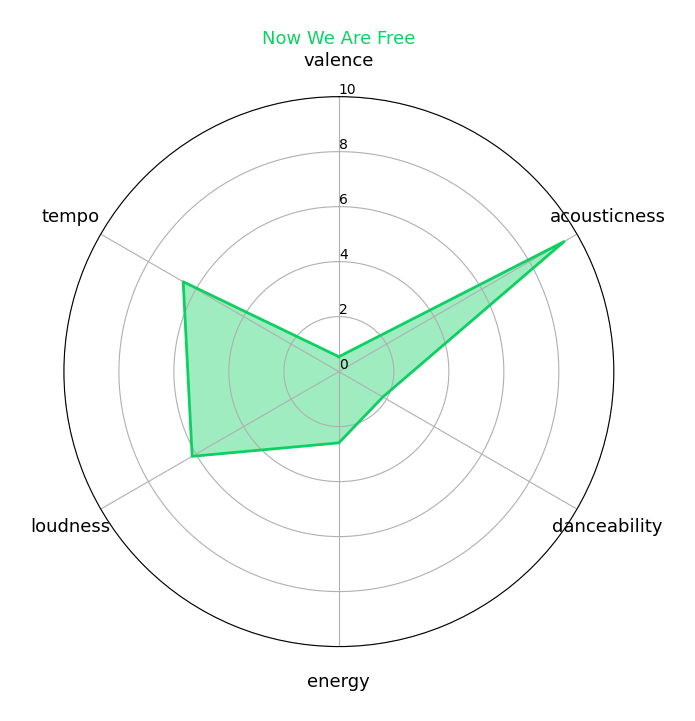 Now We Are Free
valence
10
8
6
4
2
0
tempo
acousticness
loudness
danceability
energy